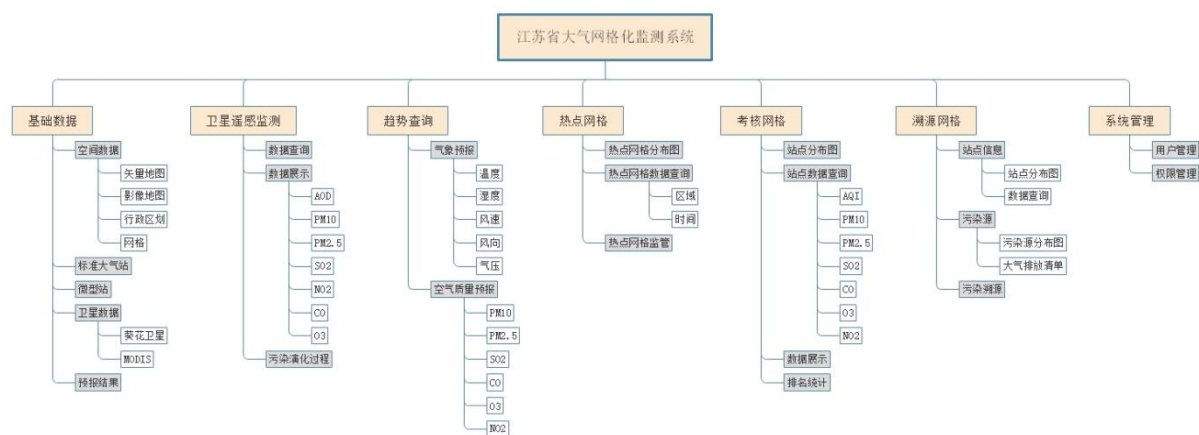 江苏省大气网格化监测系统
基础数据
空间数据
矢量地图
影像地图
行政区划
网格
标准大气站
微型站
卫星数据
葵花卫星
MODIS
预报结果
卫星遥感监测
数据查询
数据展示
AOD
PM10
PM2.5
SO2
NO2
CO
O3
污染演化过程
趋势查询
气象预报
温度
湿度
风速
风向
气压
空气质量预报
PM10
PM2.5
SO2
CO
O3
NO2
热点网格
热点网格分布图
热点网格数据查询
区域
时间
热点网格监管
考核网格
站点分布图
站点数据查询
AQI
PM10
PM2.5
SO2
CO
O3
NO2
数据展示
排名统计
溯源网格
站点信息
站点分布图
数据查询
污染源
污染源分布图
大气排放清单
污染溯源
系统管理
用户管理
权限管理